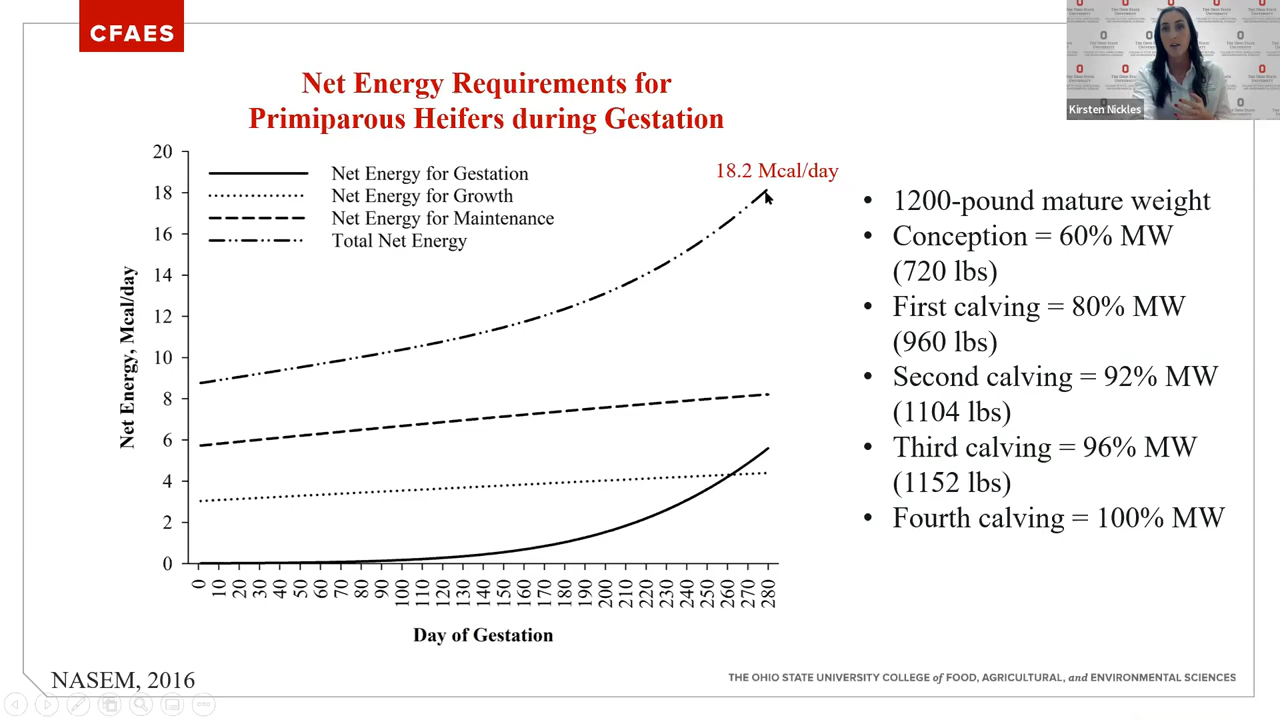 CFAES
Net Energy Requirements for
Primiparous Heifers during Gestation
Kirsten Nickles
20
18
16
14
12
10
8
6
4
2
0
Net Energy, Mcal/day
Net Energy for Gestation
Net Energy for Growth
Net Energy for Maintenance
Total Net Energy
18.2 Mcal/day
0 10 20 30 40 50 60 70 80 90 100 110 120 130 140 150 160 170 180 190 200 210 220 230 240 250 260 270 280
Day of Gestation
• 1200-pound mature weight
• Conception = 60% MW
(720 lbs)
• First calving = 80% MW
(960 lbs)
• Second calving = 92% MW
(1104 lbs)
• Third calving = 96% MW
(1152 lbs)
• Fourth calving = 100% MW
NASEM, 2016
THE OHIO STATE UNIVERSITY COLLEGE of FOOD, AGRICULTURAL, and ENVIRONMENTAL SCIENCES